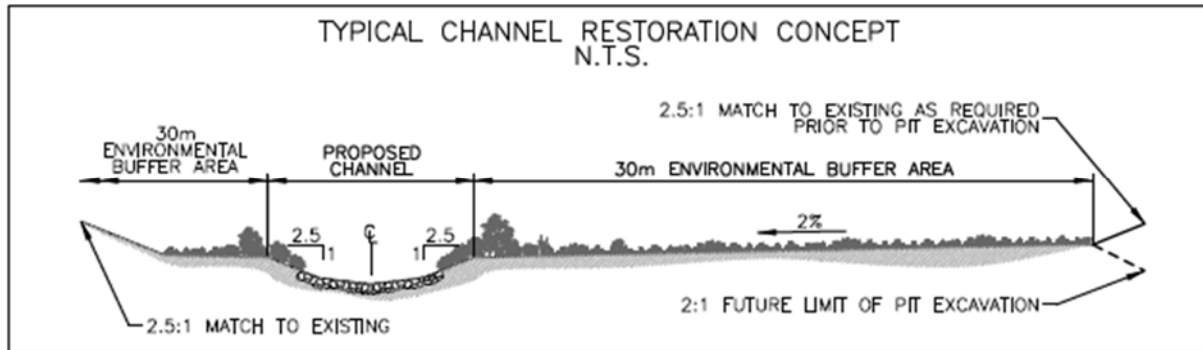 TYPICAL CHANNEL RESTORATION CONCEPT
N.T.S.
2.5:1 MATCH TO EXISTING AS REQUIRED
PRIOR TO PIT EXCAVATION
30m
ENVIRONMENTAL
BUFFER AREA
PROPOSED
CHANNEL
30m ENVIRONMENTAL BUFFER AREA
2.5
1
℄
2.5
1
2%
2.5:1 MATCH TO EXISTING
2:1 FUTURE LIMIT OF PIT EXCAVATION